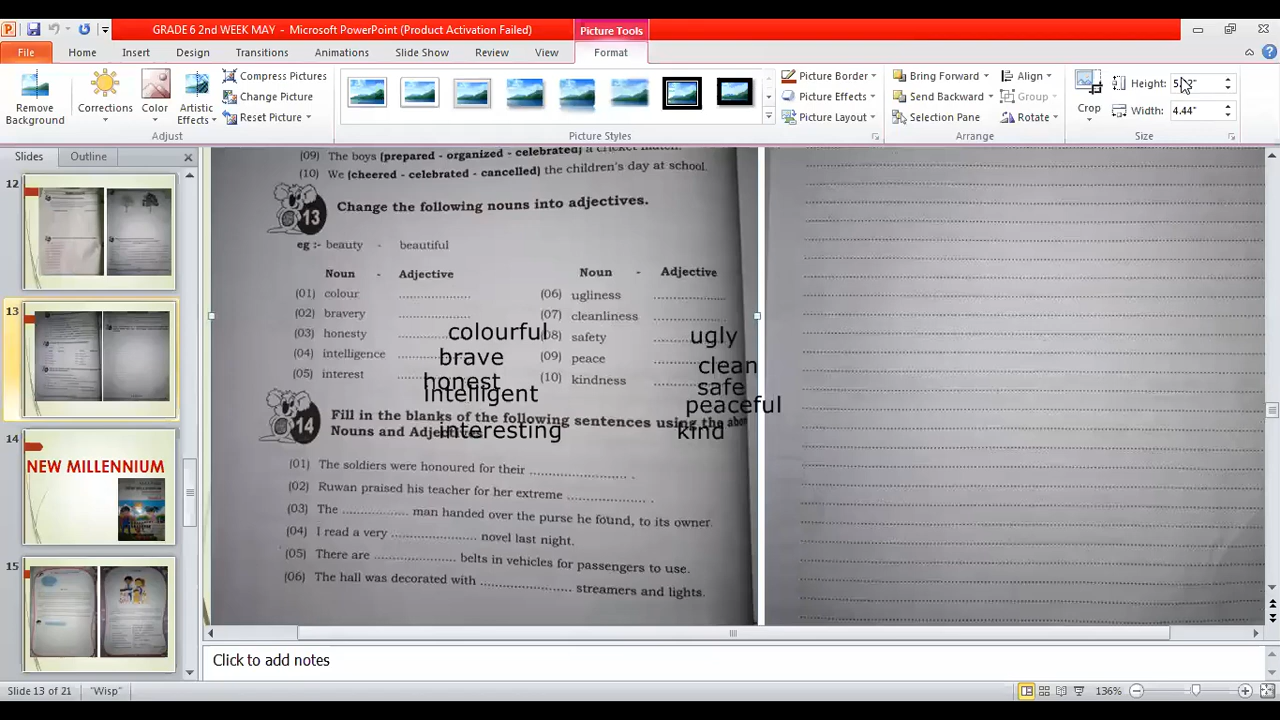 GRADE 6 2nd WEEK MAY - Microsoft PowerPoint (Product Activation Failed)
Picture Tools
File Home Insert Design Transitions Animations Slide Show Review View Format
Remove Background
Corrections
Color
Artistic Effects
Compress Pictures
Change Picture
Reset Picture
Adjust
Picture Styles
Picture Border
Picture Effects
Picture Layout
Bring Forward
Send Backward
Selection Pane
Align
Group
Rotate
Arrange
Crop
Height:
Width: 4.44"
Size
Slides Outline
12
13
14
NEW MILLENNIUM
15
(09) The boys (prepared - organized - celebrated) a cricket match.
(10) We (cheered - celebrated - cancelled) the children's day at school.
13 Change the following nouns into adjectives.
eg :- beauty - beautiful
Noun - Adjective
(01) colour ....................
(02) bravery ....................
(03) honesty ....................
(04) intelligence ....................
(05) interest ....................
colourful
brave
honest
intelligent
interesting
Noun - Adjective
(06) ugliness ....................
(07) cleanliness ....................
(08) safety ....................
(09) peace ....................
(10) kindness ....................
ugly
clean
safe
peaceful
kind
14 Fill in the blanks of the following sentences using the above
Nouns and Adjectives
(01) The soldiers were honoured for their ........................ .
(02) Ruwan praised his teacher for her extreme .................... .
(03) The ........................ man handed over the purse he found, to its owner.
(04) I read a very ........................ novel last night.
(05) There are ........................ belts in vehicles for passengers to use.
(06) The hall was decorated with ........................ streamers and lights.
Click to add notes
Slide 13 of 21 "Wisp" 136%